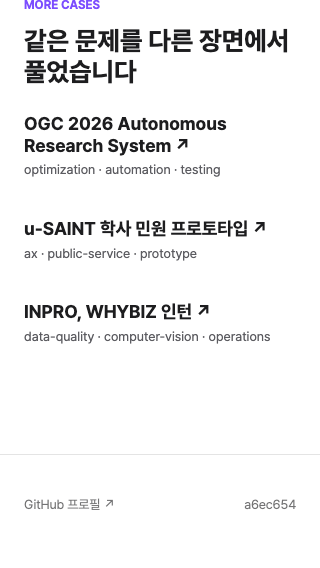 MORE CASES
같은 문제를 다른 장면에서
풀었습니다
OGC 2026 Autonomous
Research System ↗
optimization · automation · testing
u-SAINT 학사 민원 프로토타입 ↗
ax · public-service · prototype
INPRO, WHYBIZ 인턴 ↗
data-quality · computer-vision · operations
GitHub 프로필 ↗ a6ec654